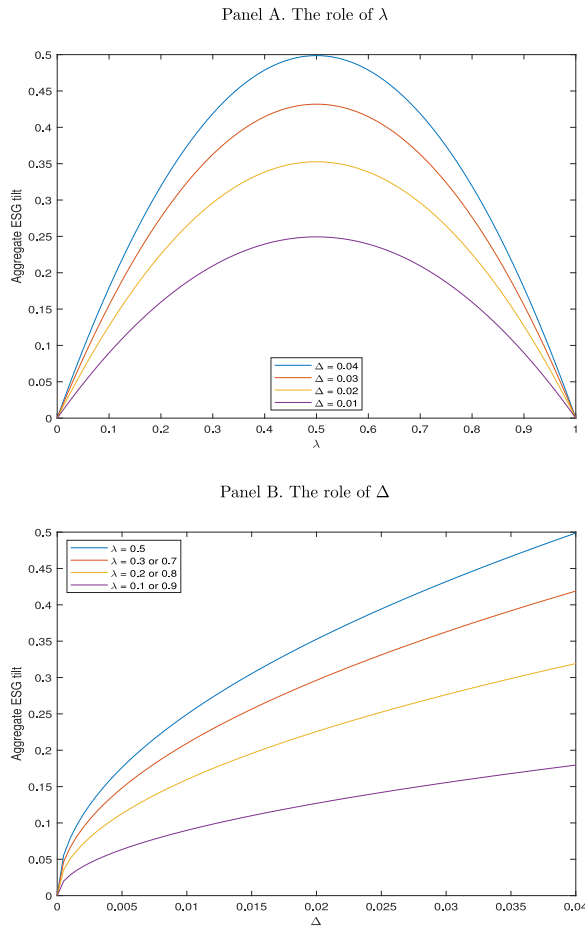 Panel A. The role of λ
0.5
0.45
0.4
0.35
0.3
0.25
0.2
0.15
0.1
0.05
0
Aggregate ESG tilt
Δ = 0.04
Δ = 0.03
Δ = 0.02
Δ = 0.01
0 0.1 0.2 0.3 0.4 0.5 0.6 0.7 0.8 0.9 1
λ
Panel B. The role of Δ
0.5
0.45
0.4
0.35
0.3
0.25
0.2
0.15
0.1
0.05
0
Aggregate ESG tilt
λ = 0.5
λ = 0.3 or 0.7
λ = 0.2 or 0.8
λ = 0.1 or 0.9
0 0.005 0.01 0.015 0.02 0.025 0.03 0.035 0.04
Δ